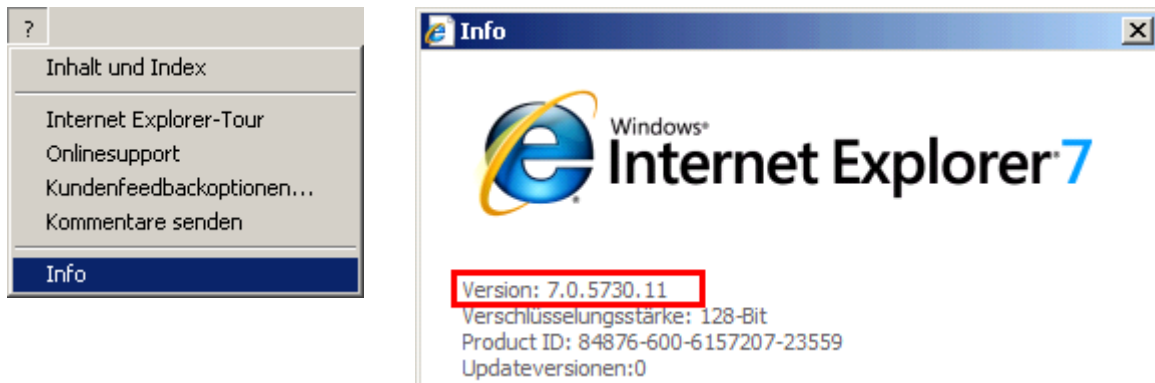 ?
Inhalt und Index
Internet Explorer-Tour
Onlinesupport
Kundenfeedbackoptionen...
Kommentare senden
Info
Info
Windows®
Internet Explorer 7
Version: 7.0.5730.11
Verschlüsselungsstärke: 128-Bit
Product ID: 84876-600-6157207-23559
Updateversionen:0